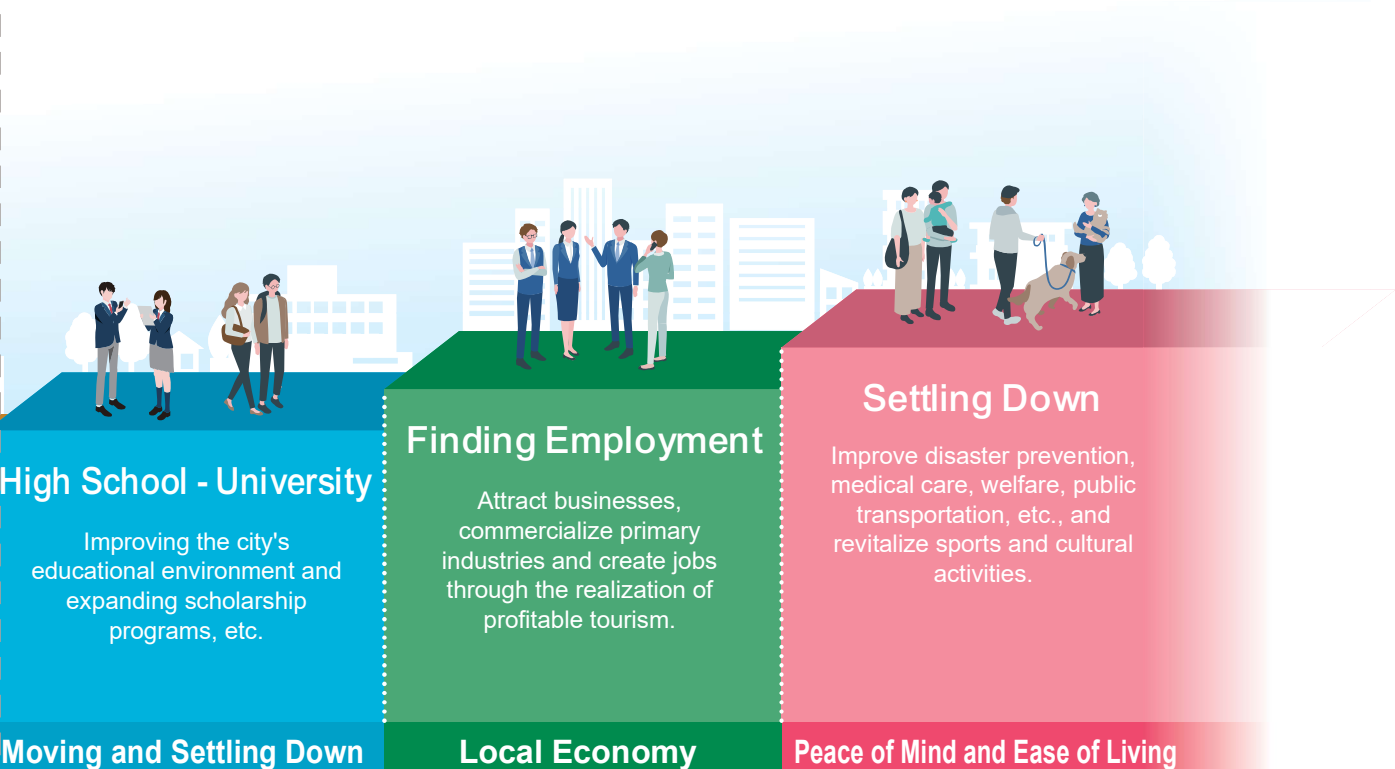 High School - University
Improving the city's
educational environment and
expanding scholarship
programs, etc.
Moving and Settling Down
Finding Employment
Attract businesses,
commercialize primary
industries and create jobs
through the realization of
profitable tourism.
Local Economy
Settling Down
Improve disaster prevention,
medical care, welfare, public
transportation, etc., and
revitalize sports and cultural
activities.
Peace of Mind and Ease of Living